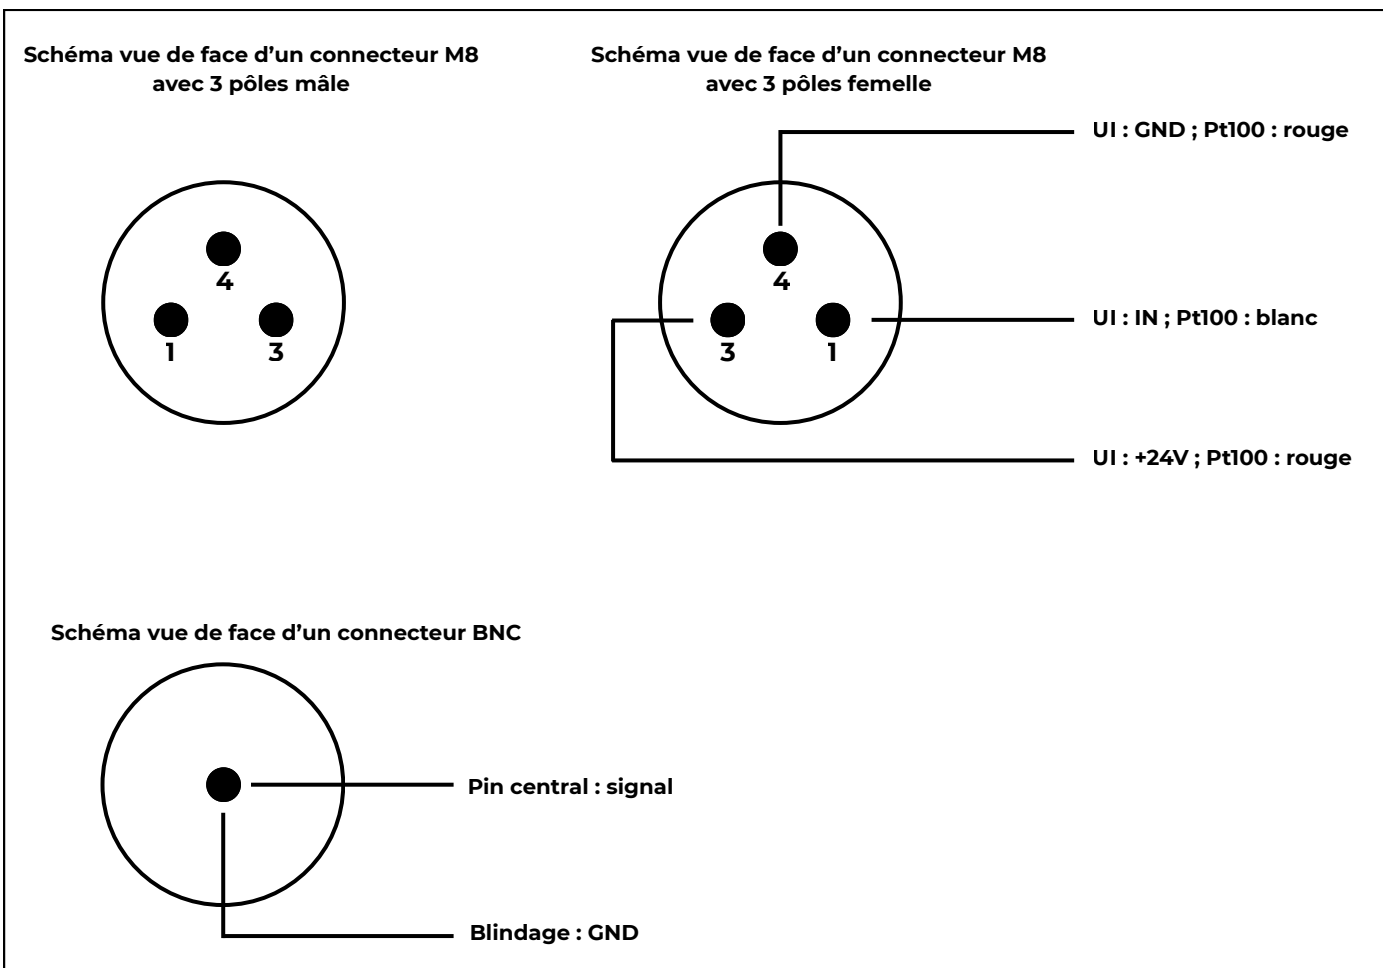 Schéma vue de face d’un connecteur M8
avec 3 pôles mâle
4
1
3
Schéma vue de face d’un connecteur M8
avec 3 pôles femelle
4
3
1
UI : GND ; Pt100 : rouge
UI : IN ; Pt100 : blanc
UI : +24V ; Pt100 : rouge
Schéma vue de face d’un connecteur BNC
Pin central : signal
Blindage : GND